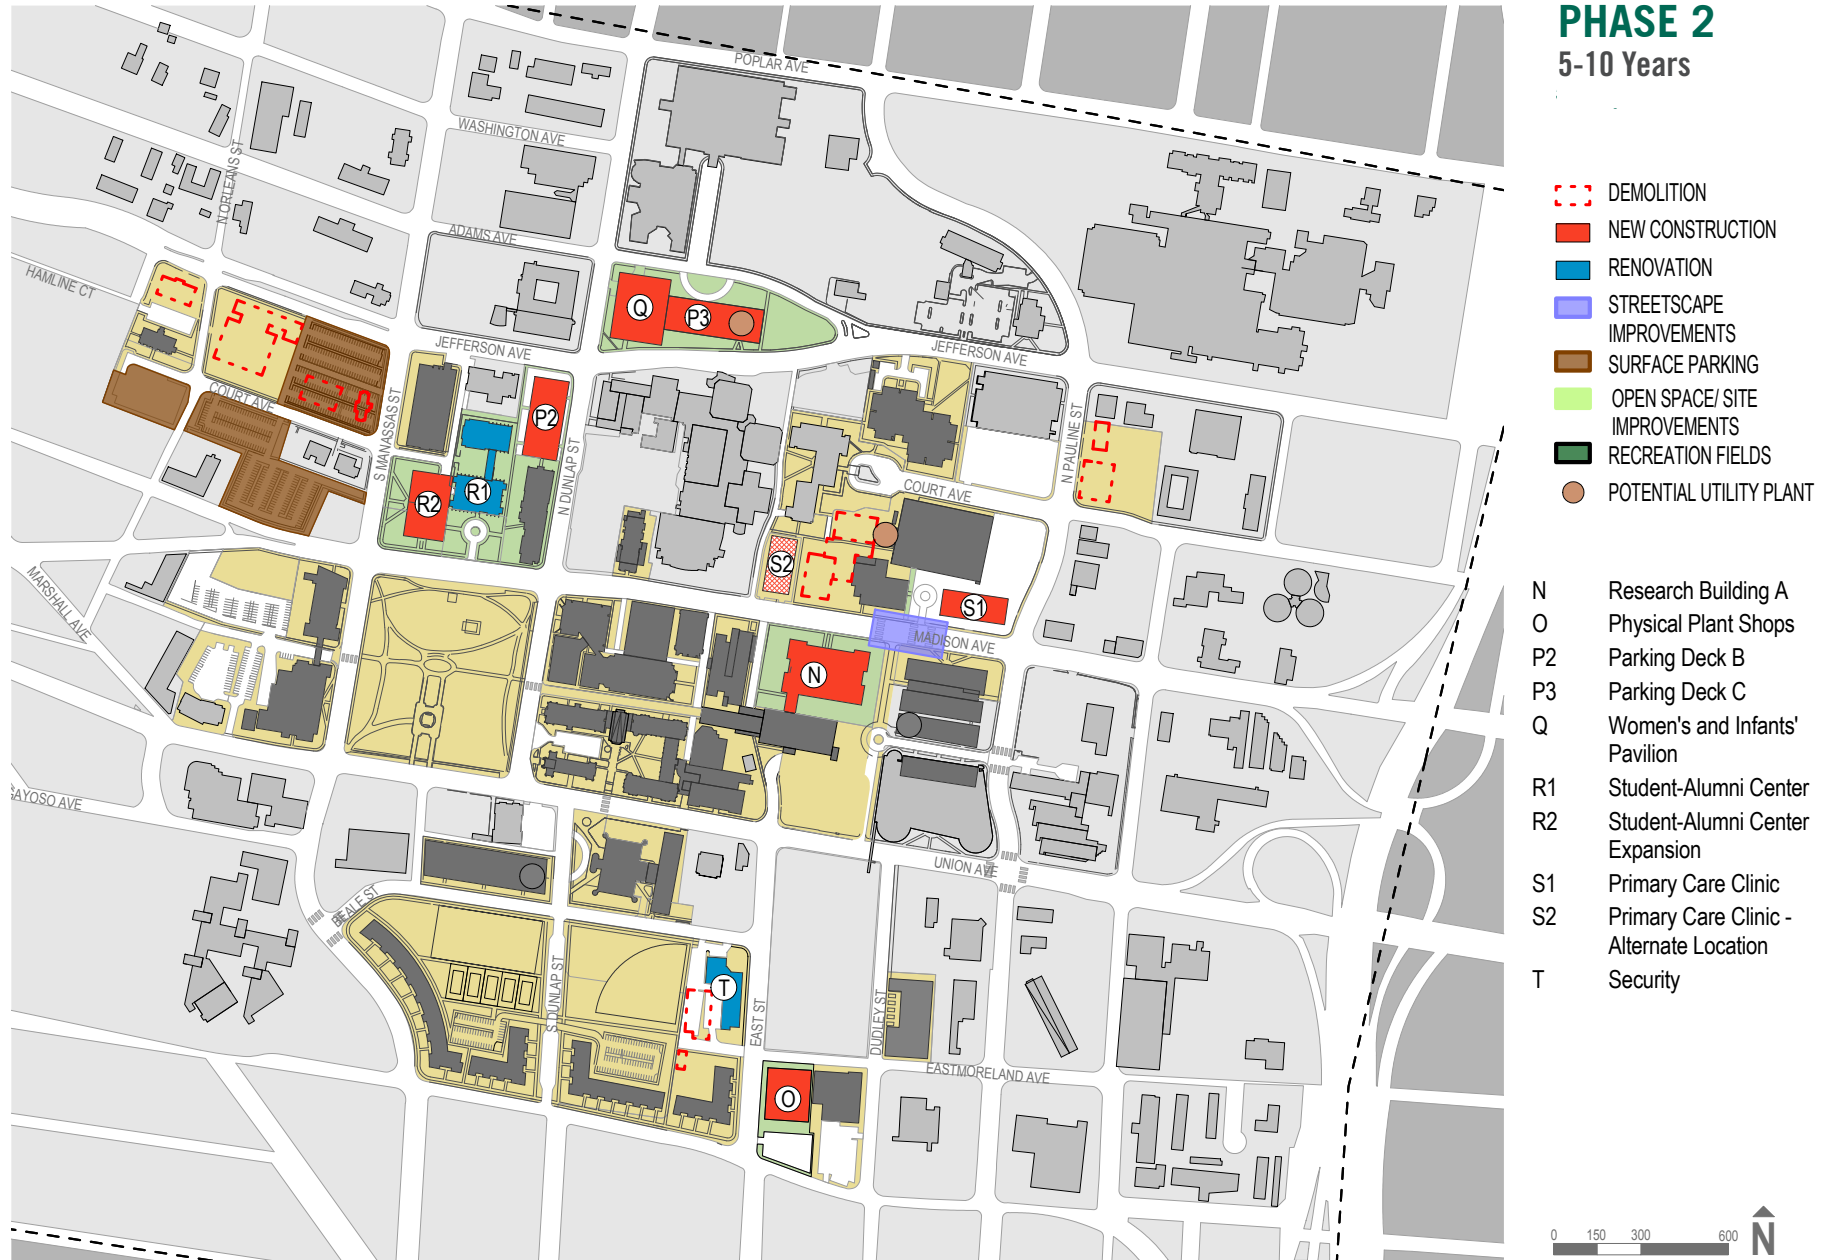 PHASE 2
5-10 Years
DEMOLITION
NEW CONSTRUCTION
RENOVATION
STREETSCAPE
IMPROVEMENTS
SURFACE PARKING
OPEN SPACE/ SITE
IMPROVEMENTS
RECREATION FIELDS
POTENTIAL UTILITY PLANT
N Research Building A
O Physical Plant Shops
P2 Parking Deck B
P3 Parking Deck C
Q Women's and Infants'
Pavilion
R1 Student-Alumni Center
R2 Student-Alumni Center
Expansion
S1 Primary Care Clinic
S2 Primary Care Clinic -
Alternate Location
T Security
0 150 300 600
N
POPLAR AVE
WASHINGTON AVE
N ORLEANS ST
ADAMS AVE
HAMLINE CT
JEFFERSON AVE
JEFFERSON AVE
COURT AVE
S MANASSAS ST
N DUNLAP ST
N PAULINE ST
COURT AVE
MARSHALL AVE
MADISON AVE
GAYOSO AVE
UNION AVE
BEALE ST
S DUNLAP ST
EAST ST
DUDLEY ST
EASTMORELAND AVE
Q
P3
P2
R1
R2
S2
S1
N
T
O